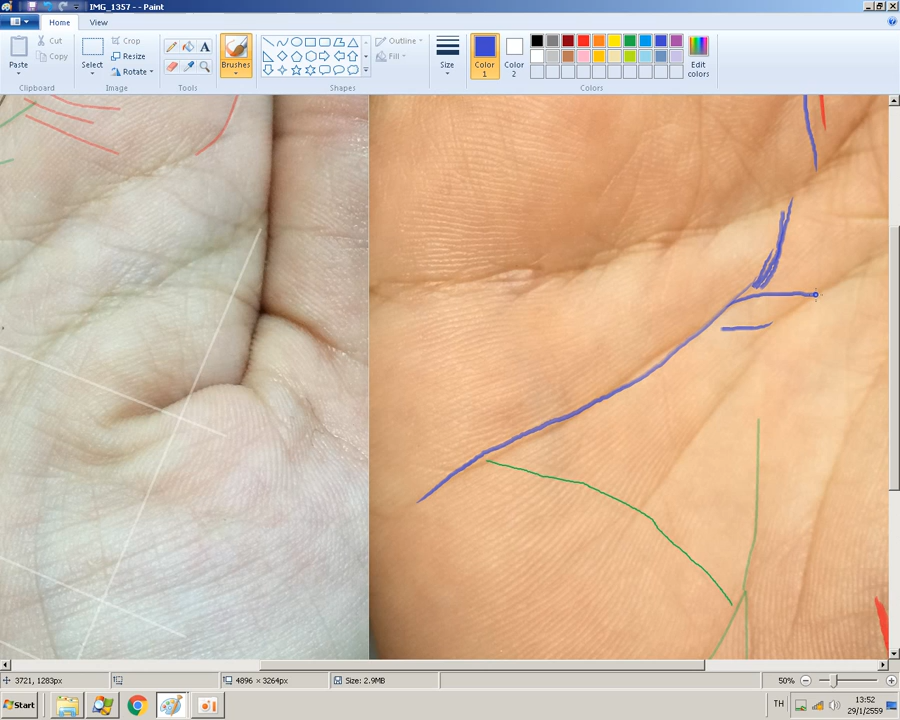 IMG_1357 - - Paint
Home
View
Paste
Cut
Copy
Clipboard
Select
Crop
Resize
Rotate
Image
Tools
Brushes
Shapes
Outline
Fill
Size
Color 1
Color 2
Edit colors
Colors
3721, 1283px
4896 × 3264px
Size: 2.9MB
50%
Start
TH
13:52
29/1/2559